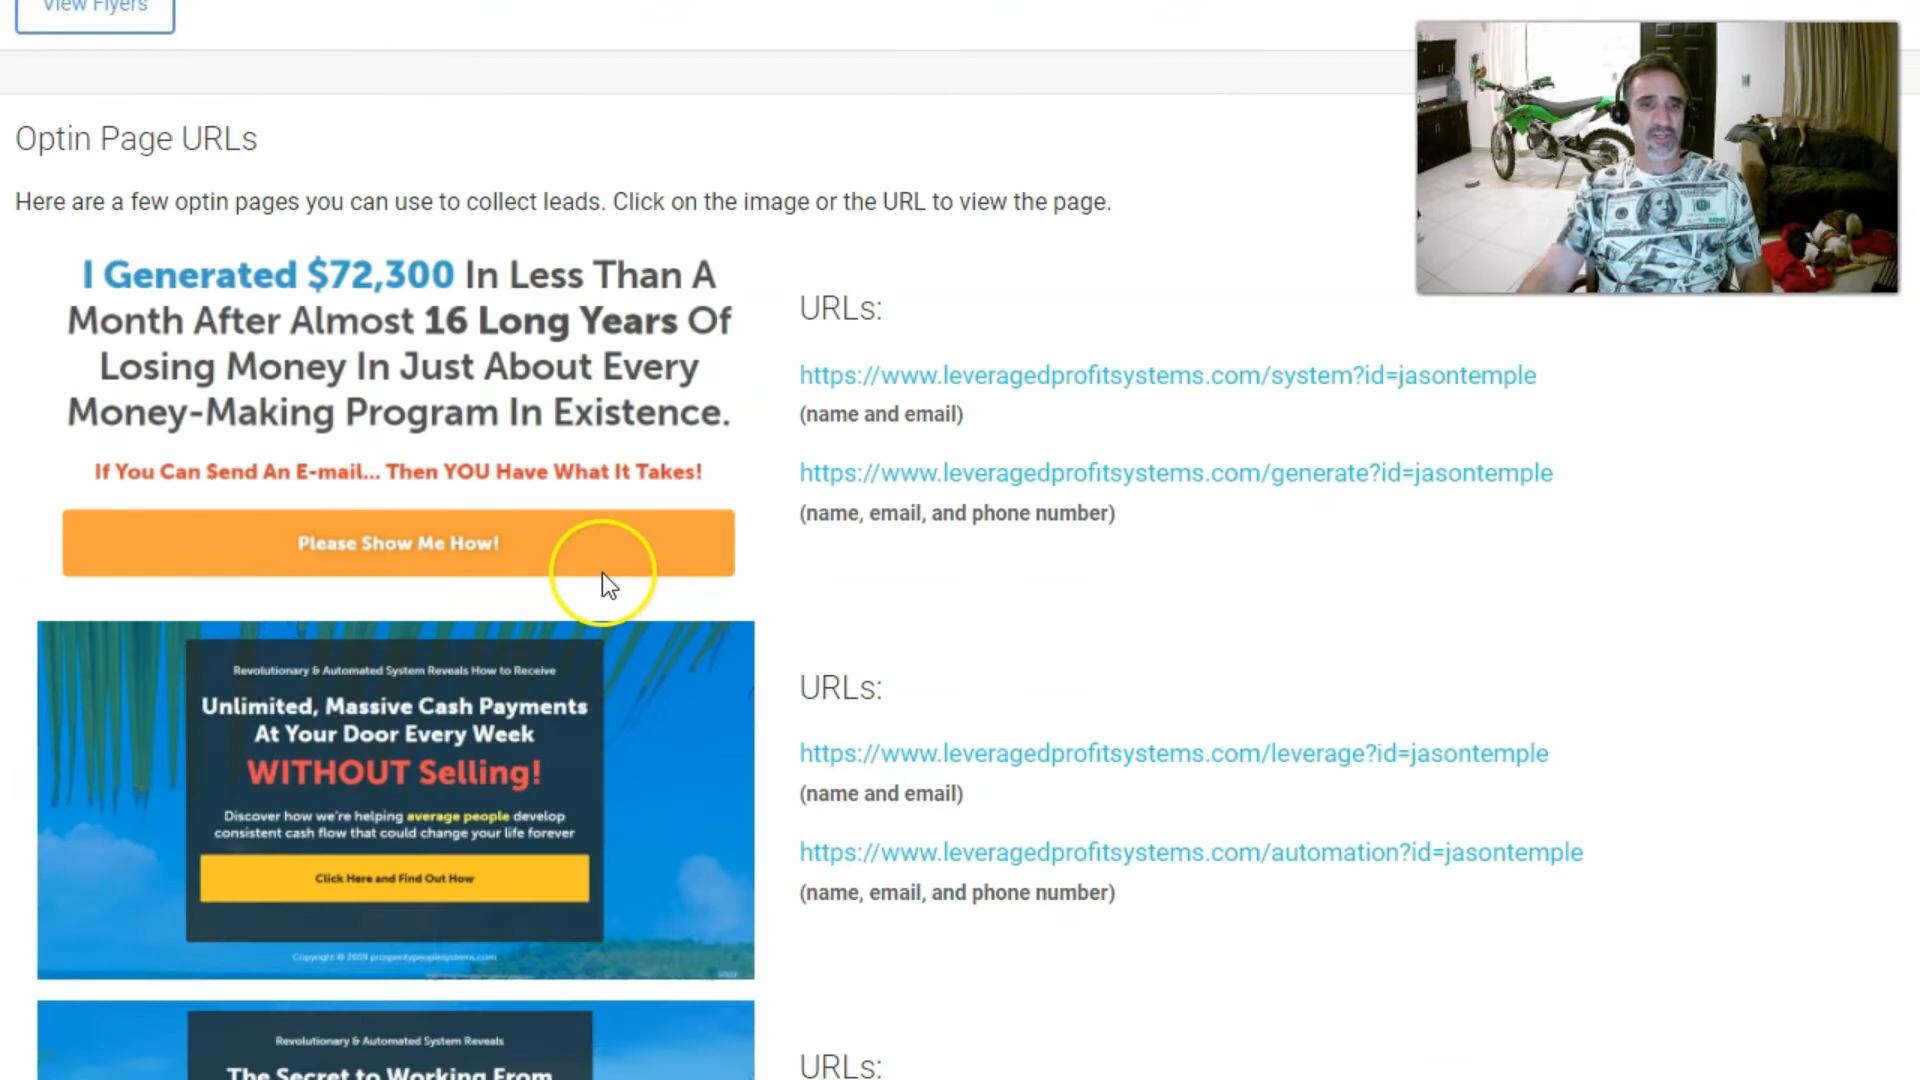 View Flyers
Optin Page URLs
Here are a few optin pages you can use to collect leads. Click on the image or the URL to view the page.
I Generated $72,300 In Less Than A
Month After Almost 16 Long Years Of
Losing Money In Just About Every
Money-Making Program In Existence.
If You Can Send An E-mail... Then YOU Have What It Takes!
Please Show Me How!
URLs:
https://www.leveragedprofitsystems.com/system?id=jasontemple
(name and email)
https://www.leveragedprofitsystems.com/generate?id=jasontemple
(name, email, and phone number)
Revolutionary & Automated System Reveals How to Receive
Unlimited, Massive Cash Payments
At Your Door Every Week
WITHOUT Selling!
Discover how we're helping average people develop
consistent cash flow that could change your life forever
Click Here and Find Out How
Copyright © 2019 prosperitypeoplesystems.com
URLs:
https://www.leveragedprofitsystems.com/leverage?id=jasontemple
(name and email)
https://www.leveragedprofitsystems.com/automation?id=jasontemple
(name, email, and phone number)
Revolutionary & Automated System Reveals
The Secret to Working From
URLs: